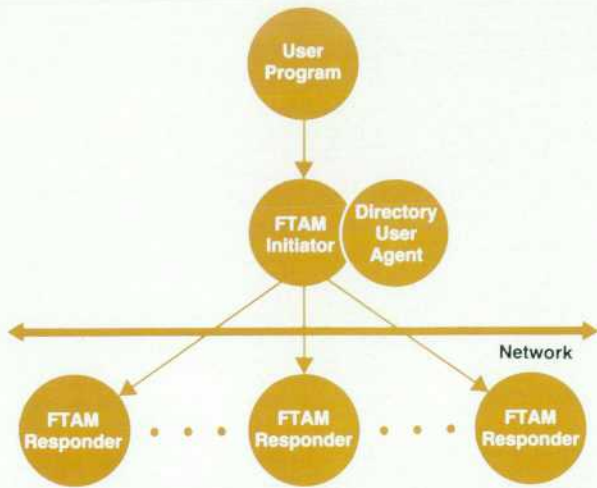 User
Program
FTAM
Initiator
Directory
User
Agent
Network
FTAM
Responder
FTAM
Responder
FTAM
Responder